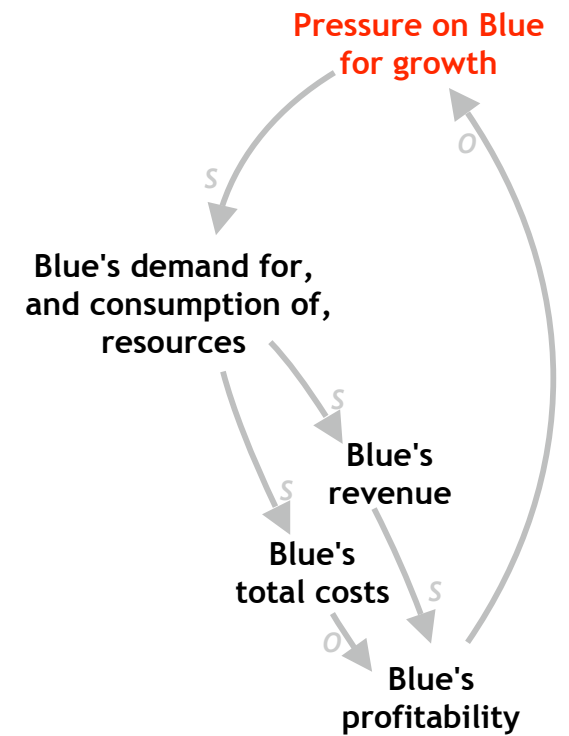 Pressure on Blue
for growth
O
S
Blue's demand for,
and consumption of,
resources
S
Blue's
revenue
S
Blue's
total costs
S
O
Blue's
profitability